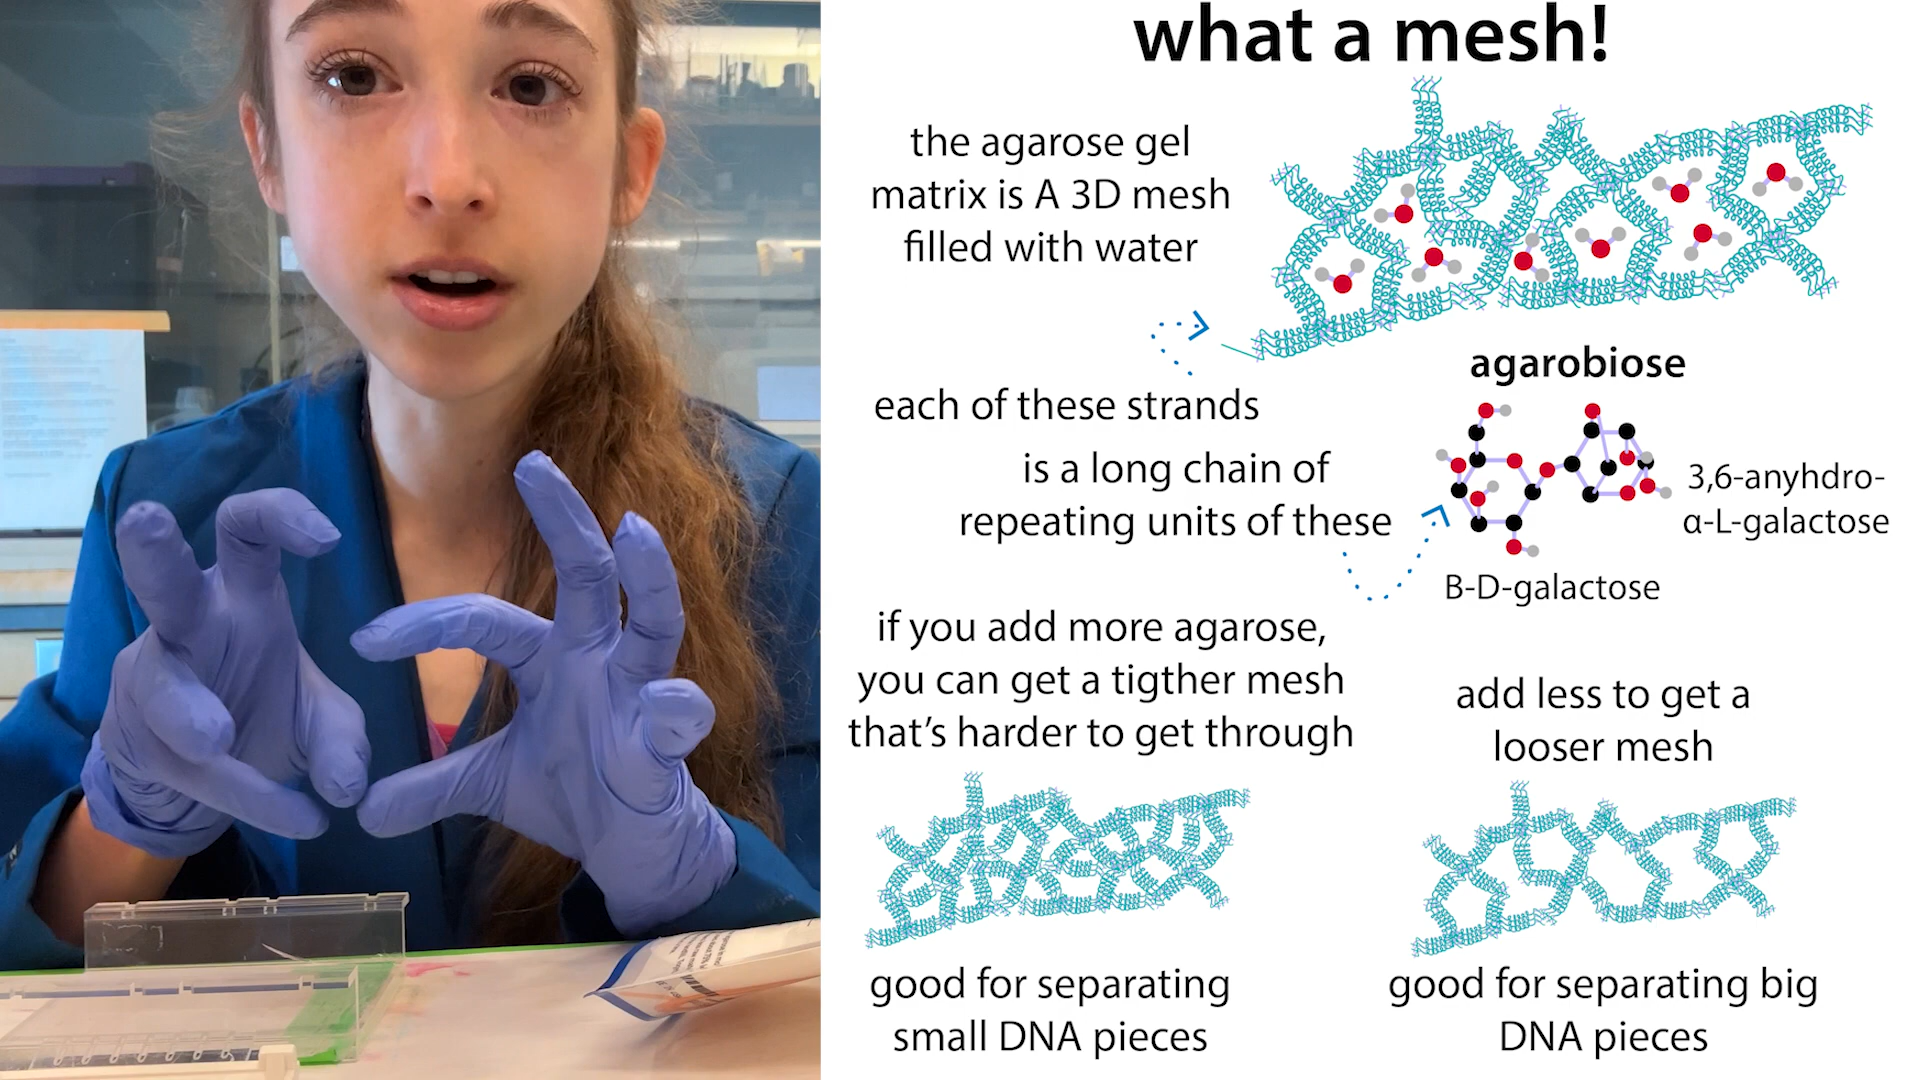 what a mesh!
the agarose gel
matrix is A 3D mesh
filled with water
agarobiose
each of these strands
is a long chain of
repeating units of these
3,6-anyhdro-
α-L-galactose
B-D-galactose
if you add more agarose,
you can get a tigther mesh
that's harder to get through
add less to get a
looser mesh
good for separating
small DNA pieces
good for separating big
DNA pieces